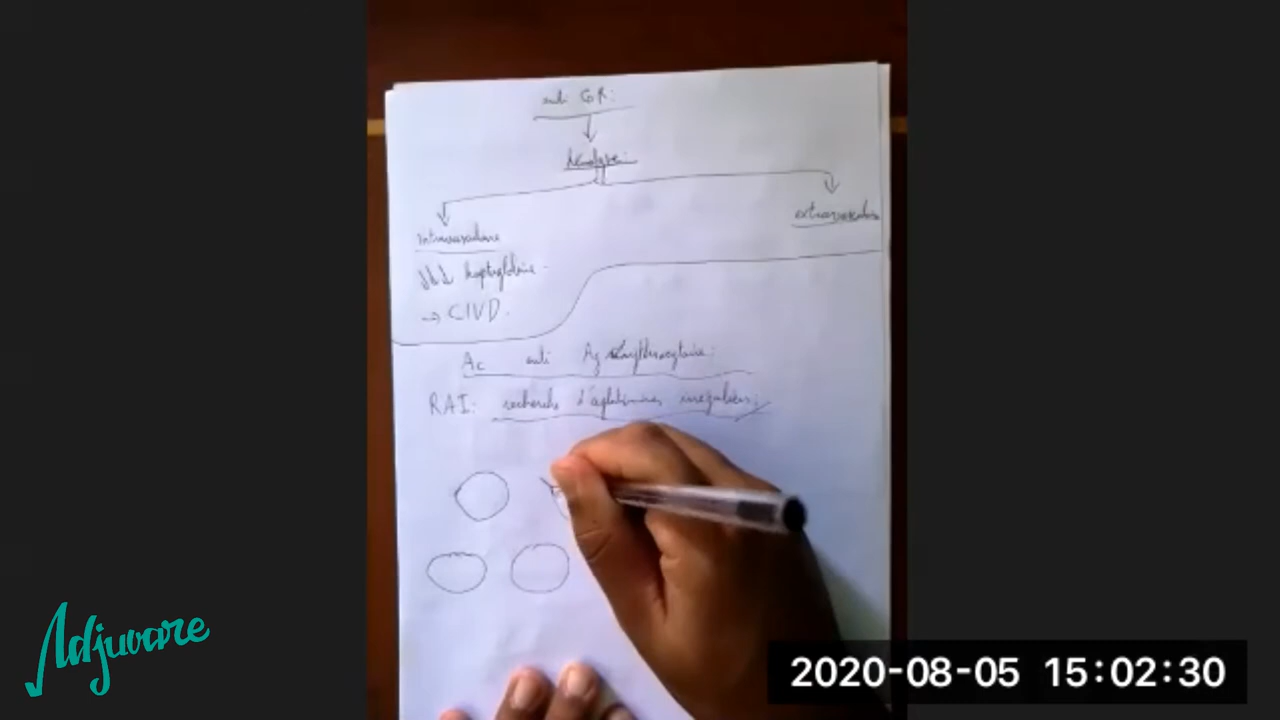 anti GR:
hémolyse
intravasculaire
extravasculaire
↓↓↓ haptoglobine
→ CIVD.
Ac anti Ag érythrocytaire:
RAI: recherche d'agglutinines irrégulières:
Adjuvare
2020-08-05 15:02:30